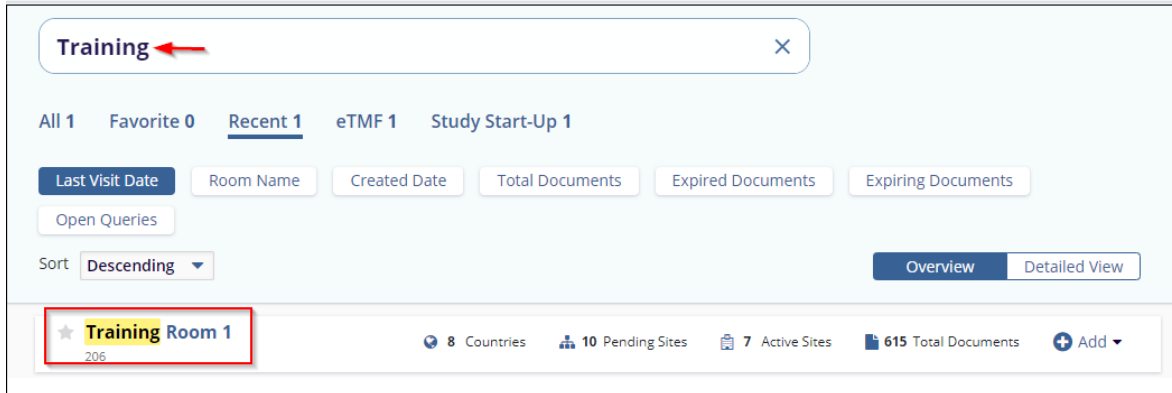 Training
All 1 Favorite 0 Recent 1 eTMF 1 Study Start-Up 1
Last Visit Date Room Name Created Date Total Documents Expired Documents Expiring Documents
Open Queries
Sort Descending Overview Detailed View
Training Room 1
206
8 Countries 10 Pending Sites 7 Active Sites 615 Total Documents Add